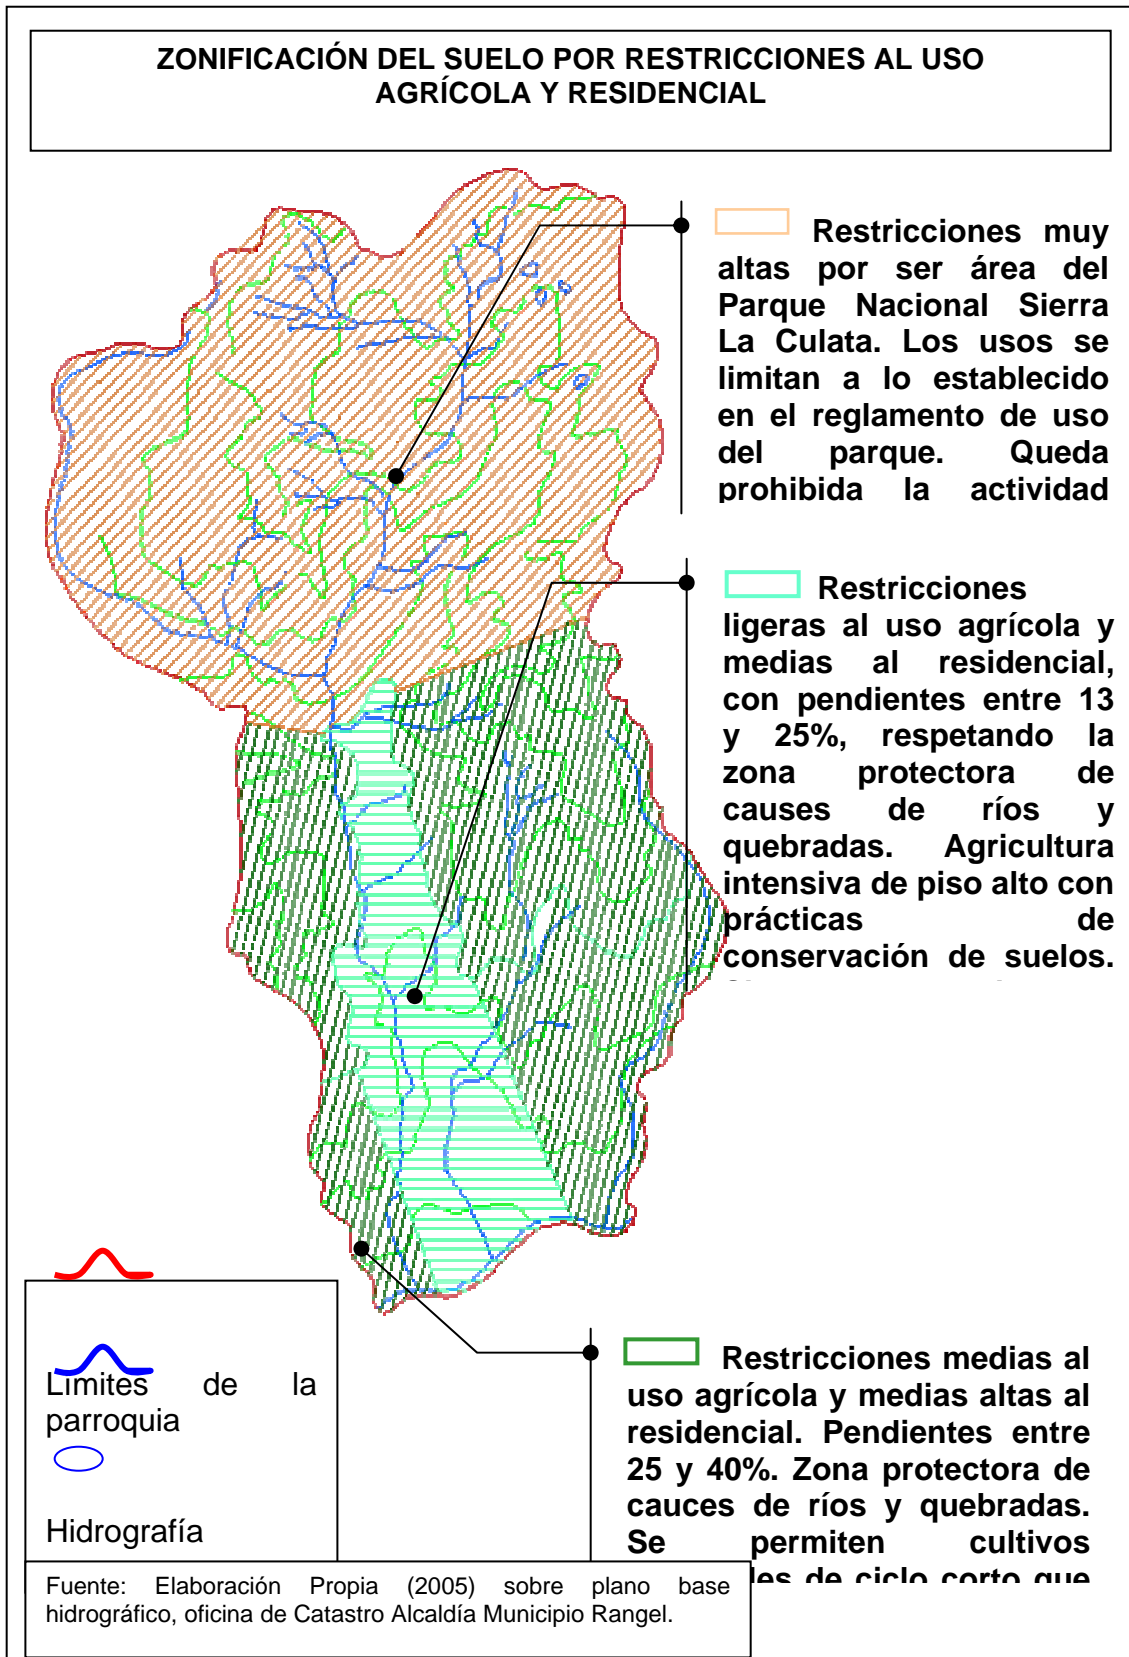 ZONIFICACIÓN DEL SUELO POR RESTRICCIONES AL USO
AGRÍCOLA Y RESIDENCIAL
Restricciones muy
altas por ser área del
Parque Nacional Sierra
La Culata. Los usos se
limitan a lo establecido
en el reglamento de uso
del parque. Queda
prohibida la actividad
Restricciones
ligeras al uso agrícola y
medias al residencial,
con pendientes entre 13
y 25%, respetando la
zona protectora de
causes de ríos y
quebradas. Agricultura
intensiva de piso alto con
prácticas de
conservación de suelos.
Restricciones medias al
uso agrícola y medias altas al
residencial. Pendientes entre
25 y 40%. Zona protectora de
cauces de ríos y quebradas.
Se permiten cultivos
de ciclo corto que
Límites de la
parroquia
Hidrografía
Fuente: Elaboración Propia (2005) sobre plano base
hidrográfico, oficina de Catastro Alcaldía Municipio Rangel.